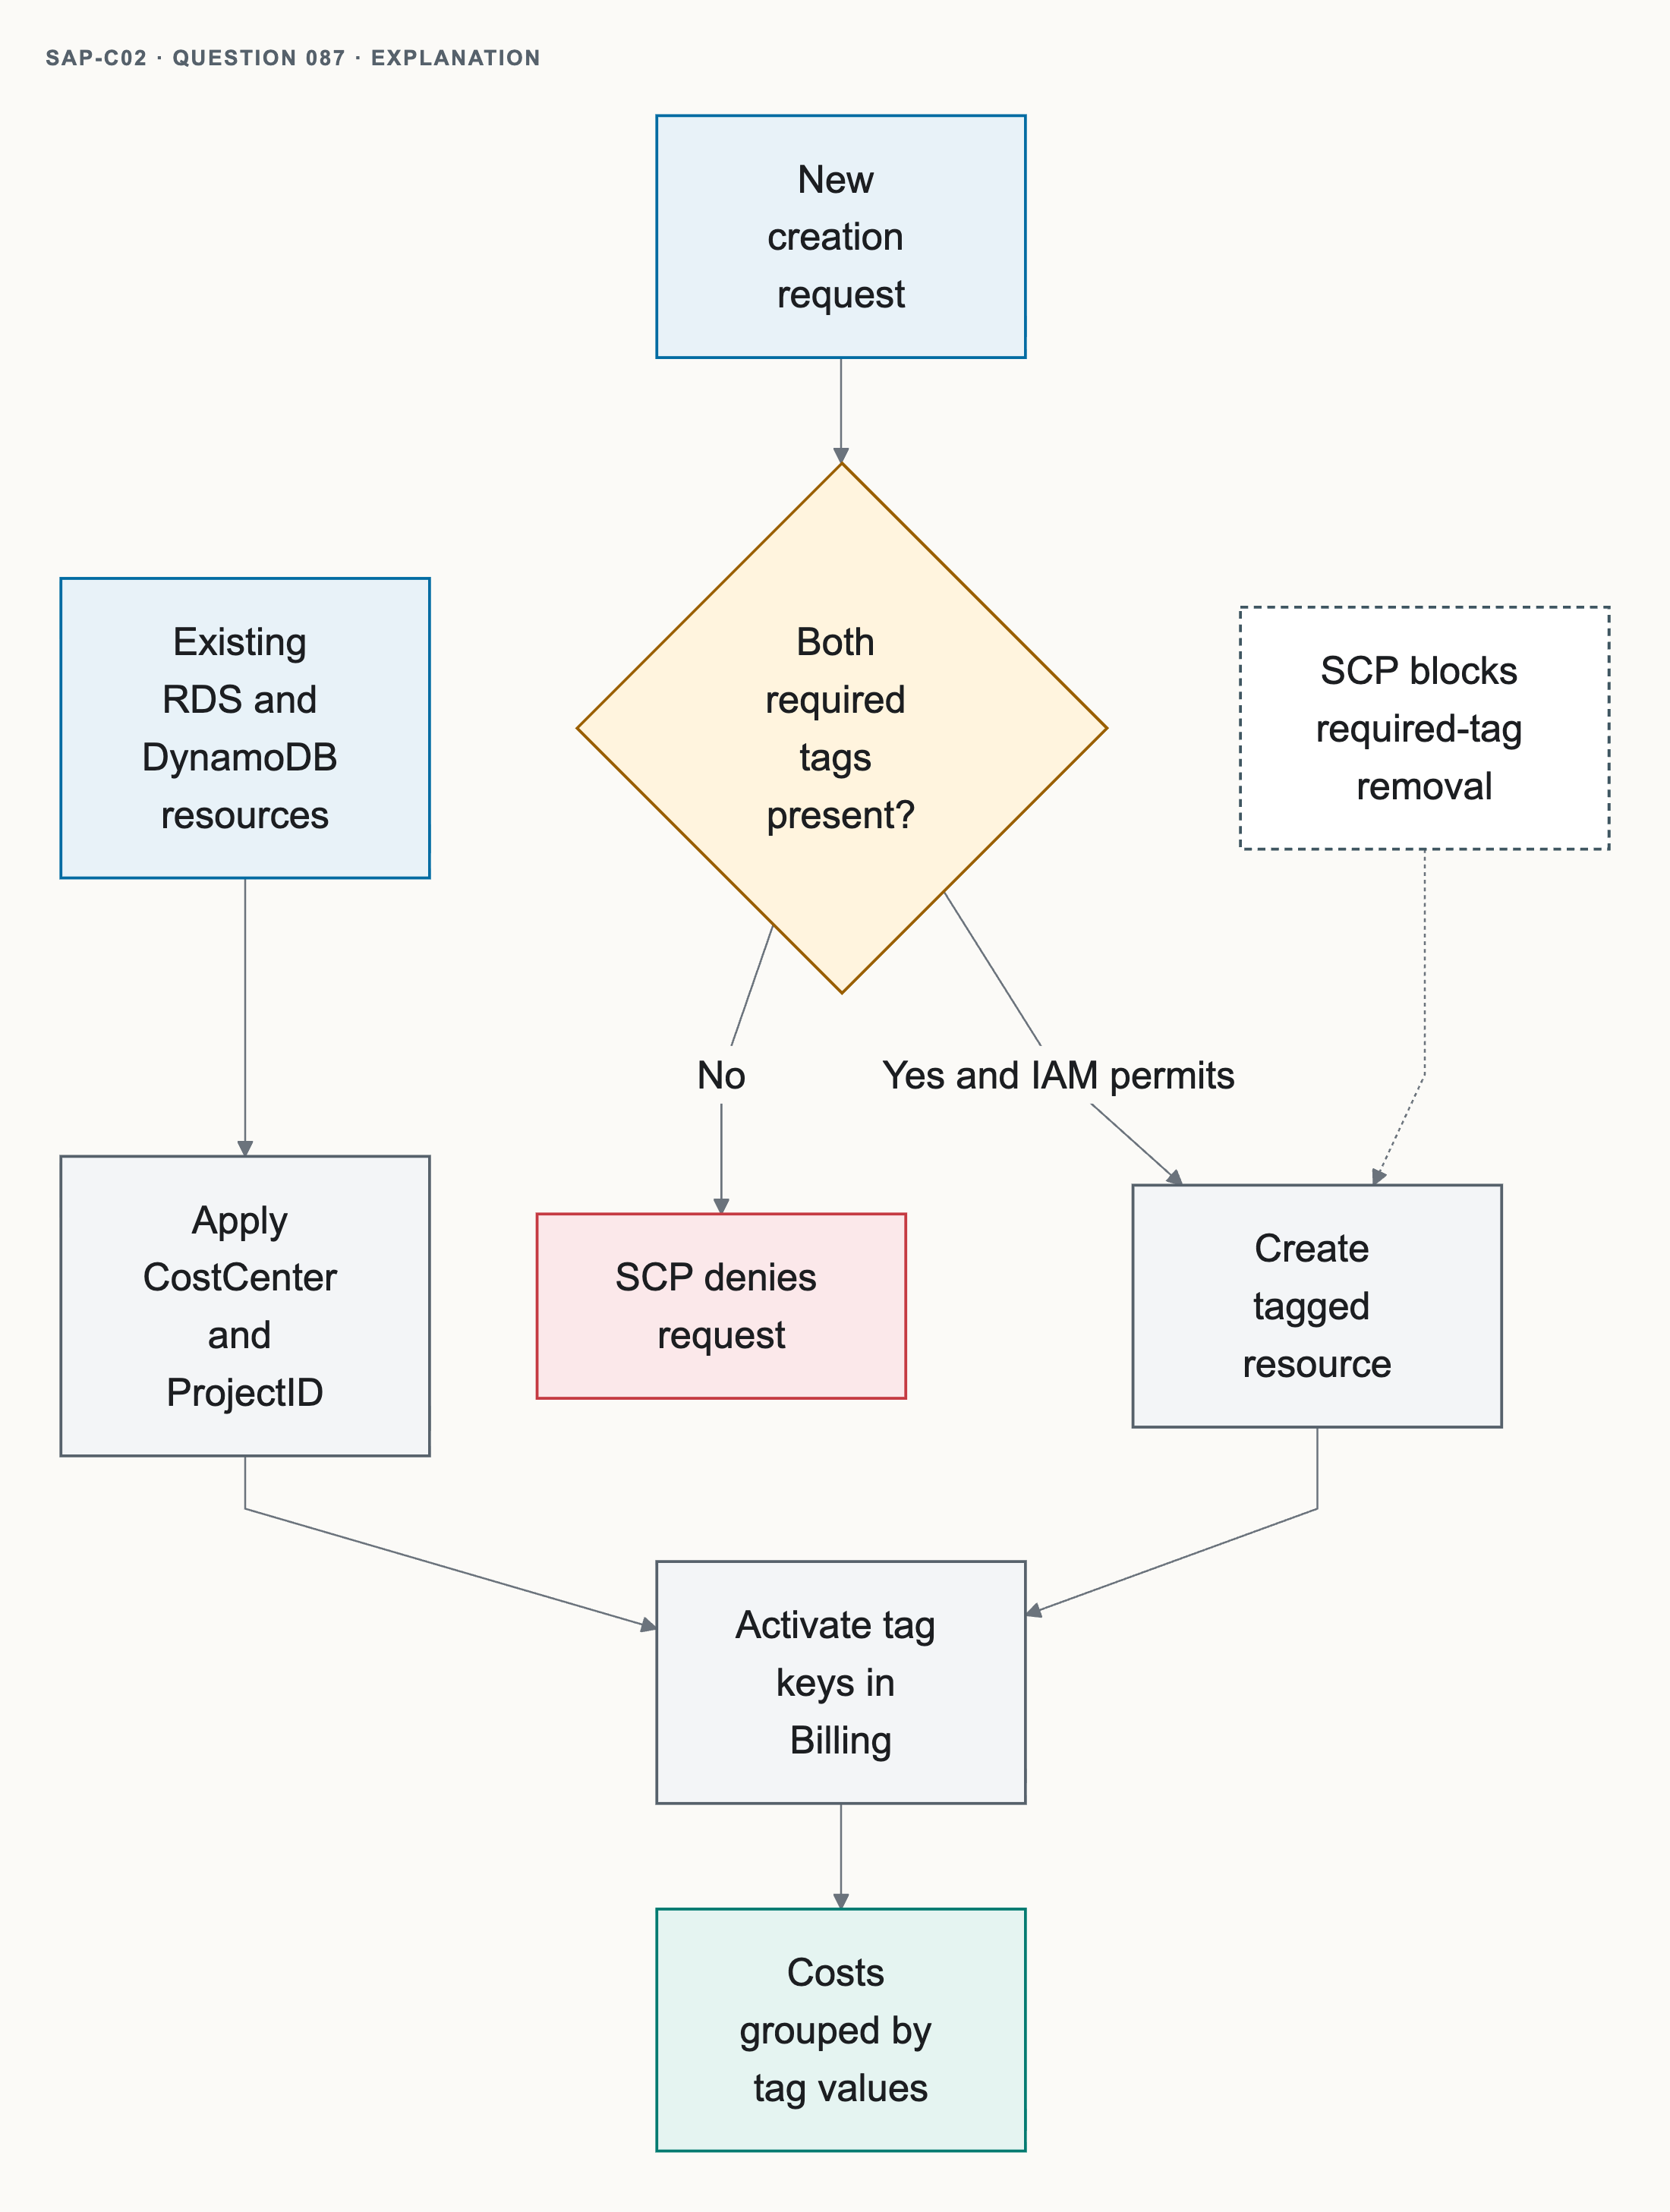 SAP-C02 · QUESTION 087 · EXPLANATION
New
creation
request
Both
required
tags
present?
Existing
RDS and
DynamoDB
resources
SCP blocks
required-tag
removal
No
Yes and IAM permits
Apply
CostCenter
and
ProjectID
SCP denies
request
Create
tagged
resource
Activate tag
keys in
Billing
Costs
grouped by
tag values